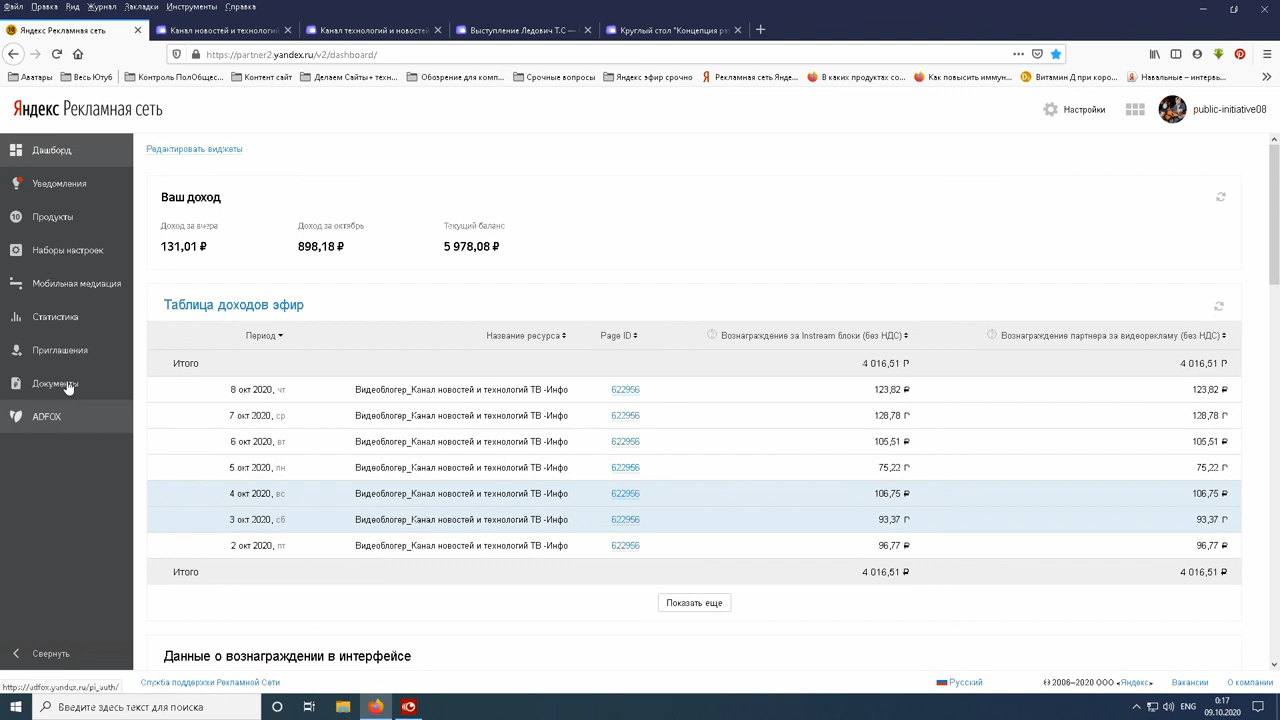 Файл Правка Вид Журнал Закладки Инструменты Справка
Яндекс Рекламная сеть
Канал новостей и технологий
Канал технологий и новостей
Выступление Ледович Т.С —
Круглый стол "Концепция ра
https://partner2.yandex.ru/v2/dashboard/
Аватары
Весь Ютуб
Контроль ПолОбщес...
Контент сайт
Делаем Сайты+ техн...
Обозрение для комп...
Срочные вопросы
Яндекс эфир срочно
Рекламная сеть Янде...
В каких продуктах со...
Как повысить иммун...
Витамин Д при коро...
Навальные – интервь...
Яндекс Рекламная сеть
Настройки
public-initiative08
Дашборд
Уведомления
Продукты
Наборы настроек
Мобильная медиация
Статистика
Приглашения
Документы
ADFOX
Свернуть
Редактировать виджеты
Ваш доход
Доход за вчера Доход за октябрь Текущий баланс
131,01 ₽ 898,18 ₽ 5 978,08 ₽
Таблица доходов эфир
Период Название ресурса Page ID Вознаграждение за Instream блоки (без НДС) Вознаграждение партнера за видеорекламу (без НДС)
Итого 4 016,51 ₽ 4 016,51 ₽
8 окт 2020, чт Видеоблогер_Канал новостей и технологий ТВ -Инфо 622956 123,82 ₽ 123,82 ₽
7 окт 2020, ср Видеоблогер_Канал новостей и технологий ТВ -Инфо 622956 128,78 ₽ 128,78 ₽
6 окт 2020, вт Видеоблогер_Канал новостей и технологий ТВ -Инфо 622956 105,51 ₽ 105,51 ₽
5 окт 2020, пн Видеоблогер_Канал новостей и технологий ТВ -Инфо 622956 75,22 ₽ 75,22 ₽
4 окт 2020, вс Видеоблогер_Канал новостей и технологий ТВ -Инфо 622956 106,75 ₽ 106,75 ₽
3 окт 2020, сб Видеоблогер_Канал новостей и технологий ТВ -Инфо 622956 93,37 ₽ 93,37 ₽
2 окт 2020, пт Видеоблогер_Канал новостей и технологий ТВ -Инфо 622956 96,77 ₽ 96,77 ₽
Итого 4 016,51 ₽ 4 016,51 ₽
Показать еще
Данные о вознаграждении в интерфейсе
https://adfox.yandex.ru/pi_auth/
Служба поддержки Рекламной Сети
Русский
© 2006–2020 ООО «Яндекс»
Вакансии
О компании
Введите здесь текст для поиска
ENG
0:17
09.10.2020